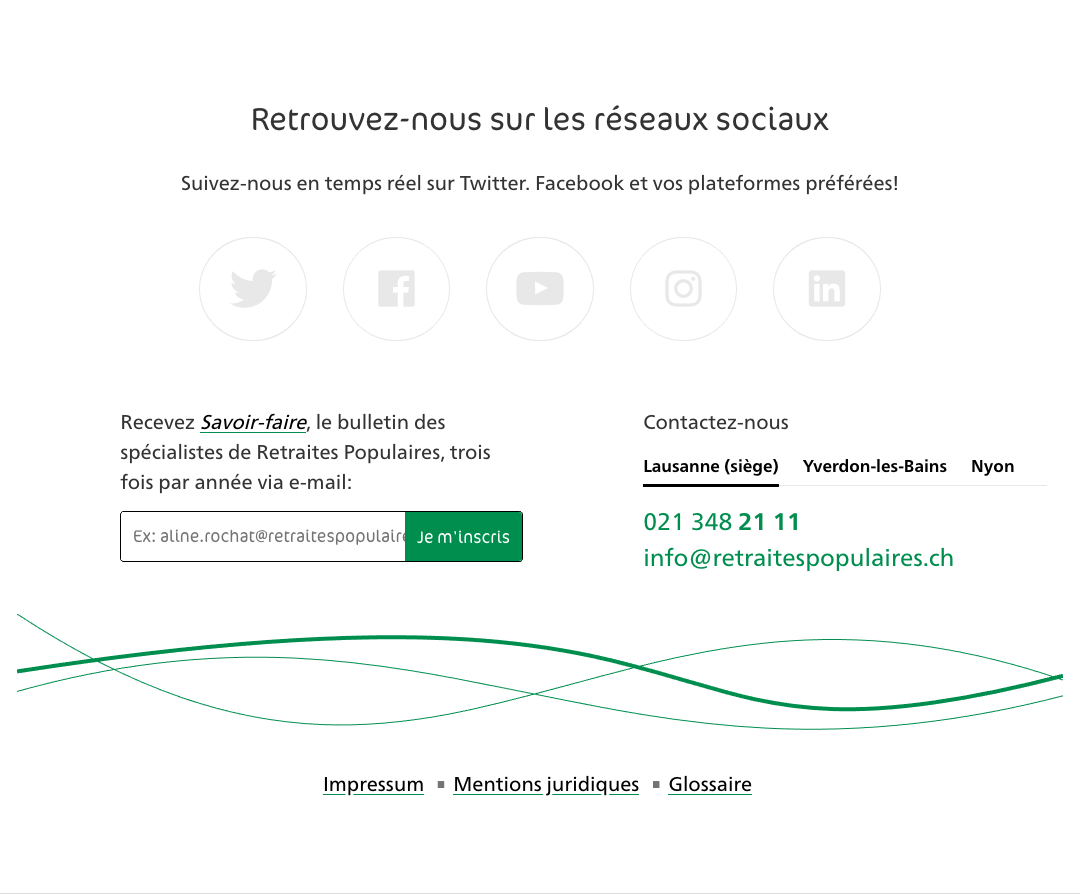 Retrouvez-nous sur les réseaux sociaux
Suivez-nous en temps réel sur Twitter. Facebook et vos plateformes préférées!
Recevez Savoir-faire, le bulletin des
spécialistes de Retraites Populaires, trois
fois par année via e-mail:
Ex: aline.rochat@retraitespopulaire
Je m'inscris
Contactez-nous
Lausanne (siège) Yverdon-les-Bains Nyon
021 348 21 11
info@retraitespopulaires.ch
Impressum ▪ Mentions juridiques ▪ Glossaire